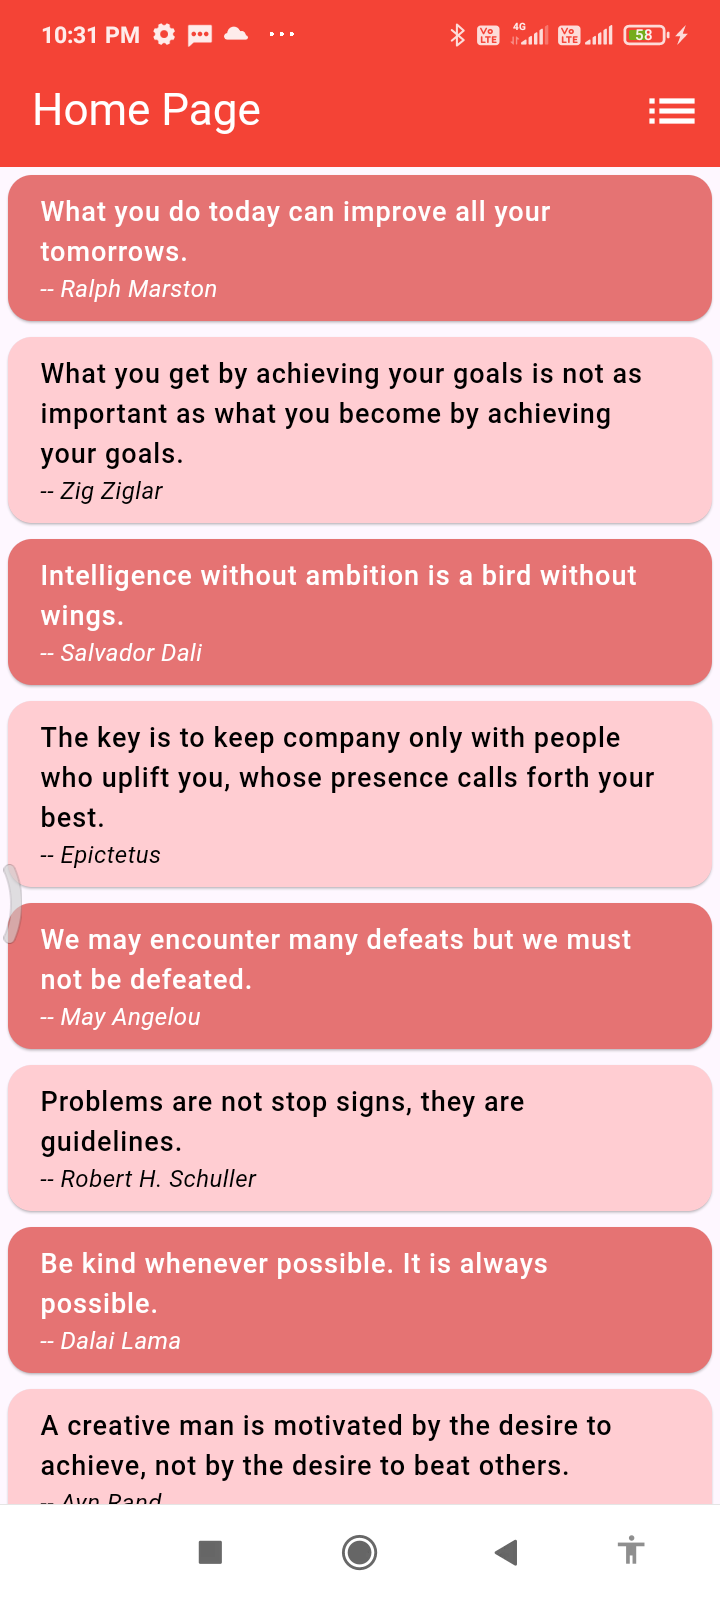 10:31 PM
Vo LTE 4G Vo LTE 58
Home Page
What you do today can improve all your
tomorrows.
-- Ralph Marston
What you get by achieving your goals is not as
important as what you become by achieving
your goals.
-- Zig Ziglar
Intelligence without ambition is a bird without
wings.
-- Salvador Dali
The key is to keep company only with people
who uplift you, whose presence calls forth your
best.
-- Epictetus
We may encounter many defeats but we must
not be defeated.
-- May Angelou
Problems are not stop signs, they are
guidelines.
-- Robert H. Schuller
Be kind whenever possible. It is always
possible.
-- Dalai Lama
A creative man is motivated by the desire to
achieve, not by the desire to beat others.
-- Ayn Rand